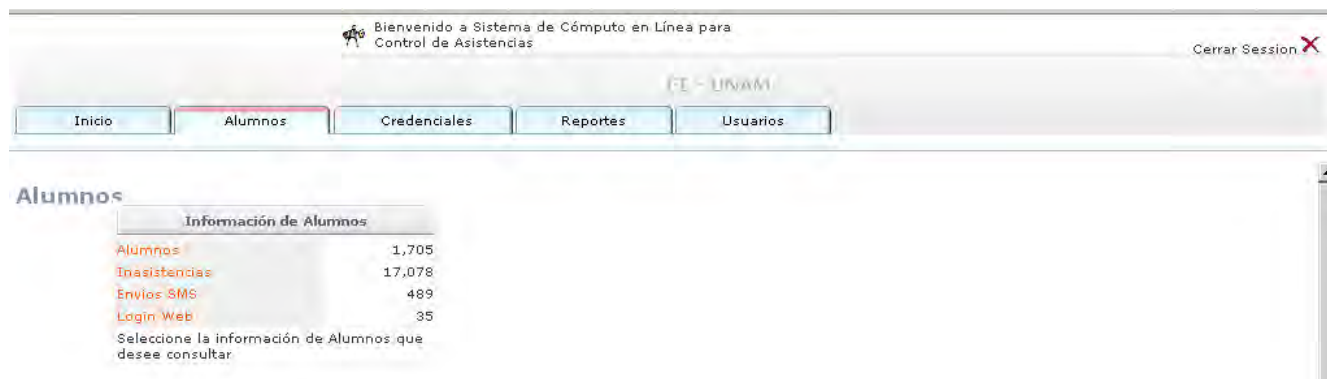 Bienvenido a Sistema de Cómputo en Línea para
Control de Asistencias
Cerrar Session
FI - UNAM
Inicio
Alumnos
Credenciales
Reportes
Usuarios
Alumnos
Información de Alumnos
Alumnos 1,705
Inasistencias 17,078
Envios SMS 489
Login Web 35
Seleccione la información de Alumnos que
desee consultar